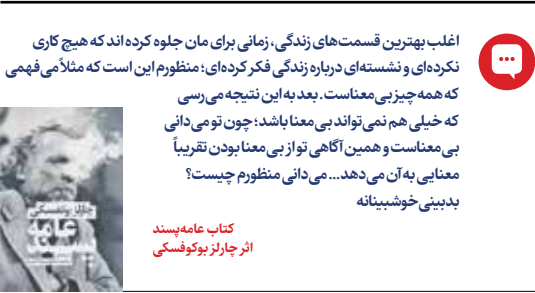 اغلب بهترین قسمت‌های زندگی، زمانی برای مان جلوه کرده اند که هیچ کاری
نکرده‌ای و نشسته‌ای درباره زندگی فکر کرده‌ای؛ منظورم این است که مثلاً می فهمی
که همه چیز بی معناست. بعد به این نتیجه می رسی
که خیلی هم نمی تواند بی معنا باشد؛ چون تو می دانی
بی معناست و همین آگاهی تو از بی معنا بودن تقریباً
معنایی به آن می دهد... می دانی منظورم چیست؟
بدبینی خوشبینانه
کتاب عامه‌پسند
اثر چارلز بوکوفسکی
چارلز بوکفسکی
عامه
پسند